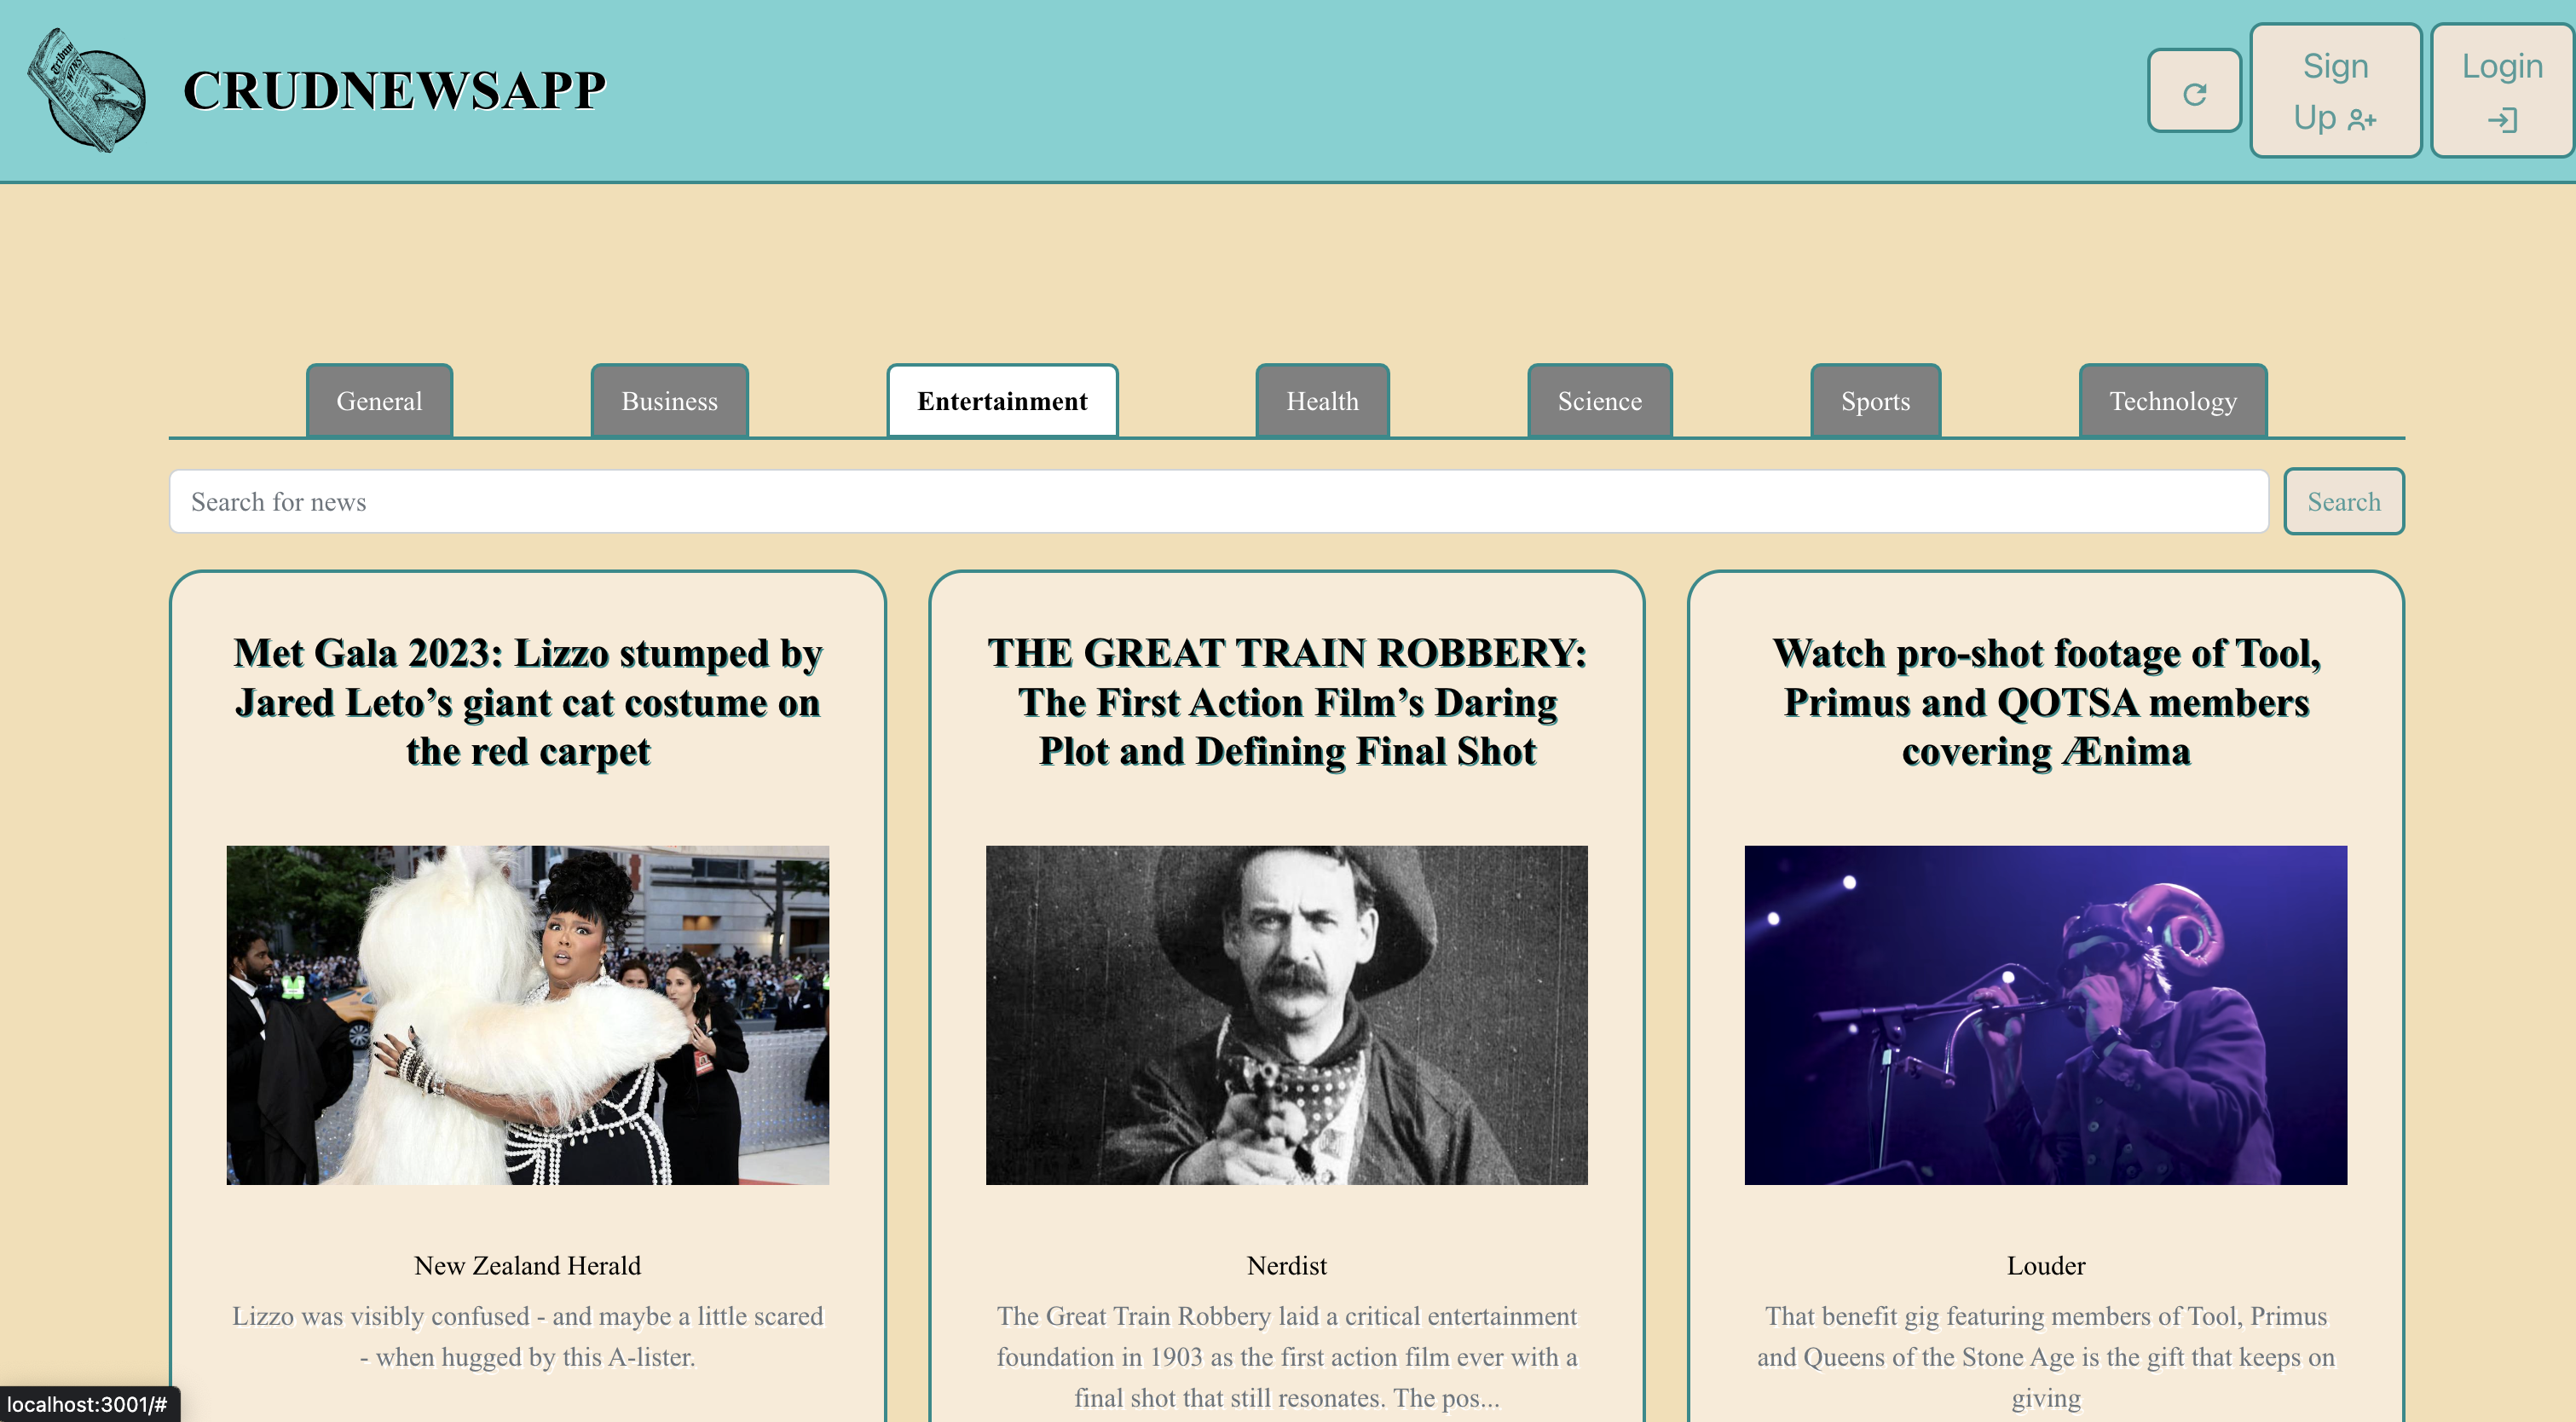 Tribune
WINS
CRUDNEWSAPP
Sign
Up
Login
General
Business
Entertainment
Health
Science
Sports
Technology
Search for news
Search
Met Gala 2023: Lizzo stumped by
Jared Leto’s giant cat costume on
the red carpet
THE GREAT TRAIN ROBBERY:
The First Action Film’s Daring
Plot and Defining Final Shot
Watch pro-shot footage of Tool,
Primus and QOTSA members
covering Ænima
New Zealand Herald
Lizzo was visibly confused - and maybe a little scared
- when hugged by this A-lister.
Nerdist
The Great Train Robbery laid a critical entertainment
foundation in 1903 as the first action film ever with a
final shot that still resonates. The pos...
Louder
That benefit gig featuring members of Tool, Primus
and Queens of the Stone Age is the gift that keeps on
giving
localhost:3001/#